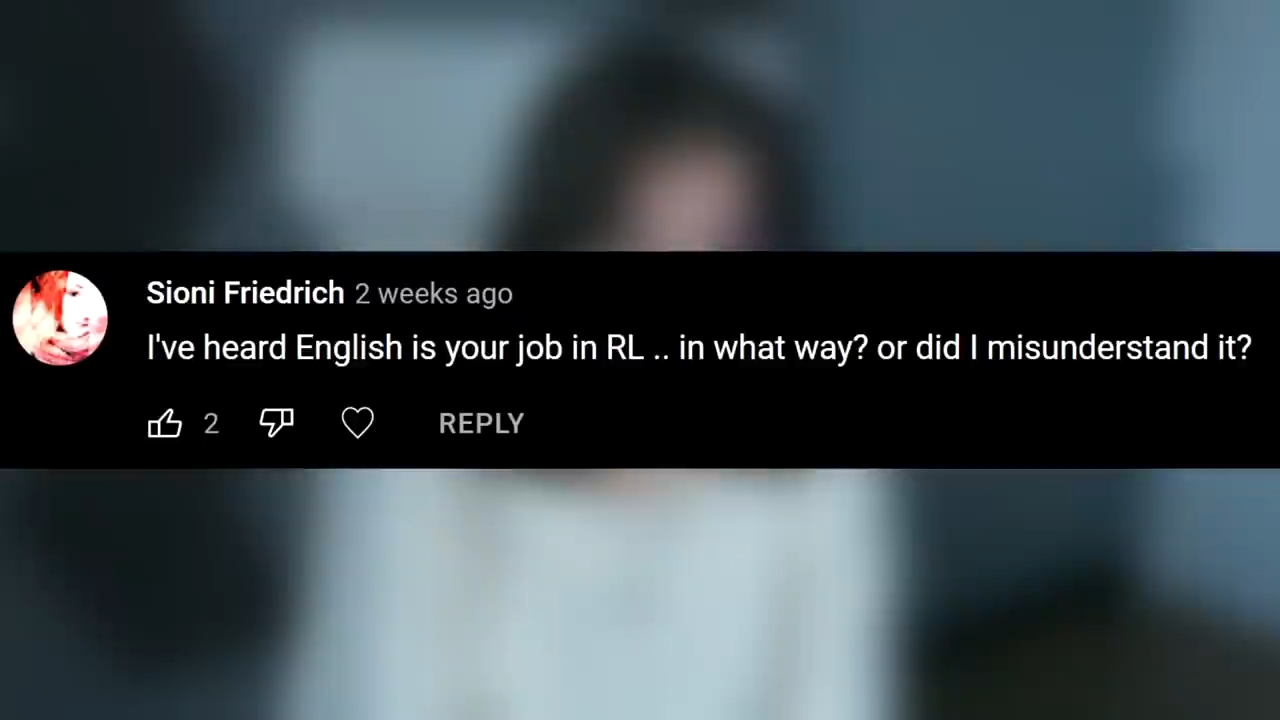 Sioni Friedrich 2 weeks ago
I've heard English is your job in RL .. in what way? or did I misunderstand it?
2 REPLY